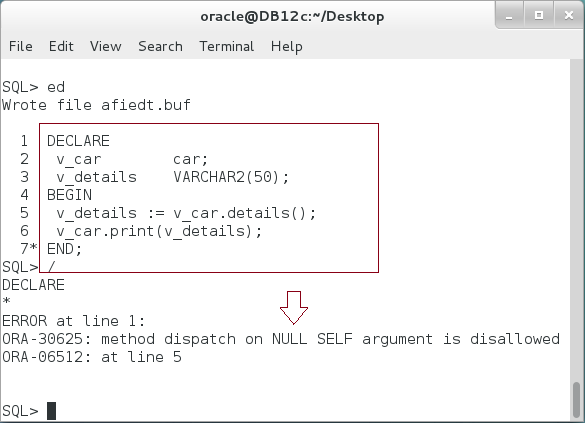 oracle@DB12c:~/Desktop
File Edit View Search Terminal Help
SQL> ed
Wrote file afiedt.buf
1 DECLARE
2 v_car car;
3 v_details VARCHAR2(50);
4 BEGIN
5 v_details := v_car.details();
6 v_car.print(v_details);
7* END;
SQL> /
DECLARE
*
ERROR at line 1:
ORA-30625: method dispatch on NULL SELF argument is disallowed
ORA-06512: at line 5
SQL>